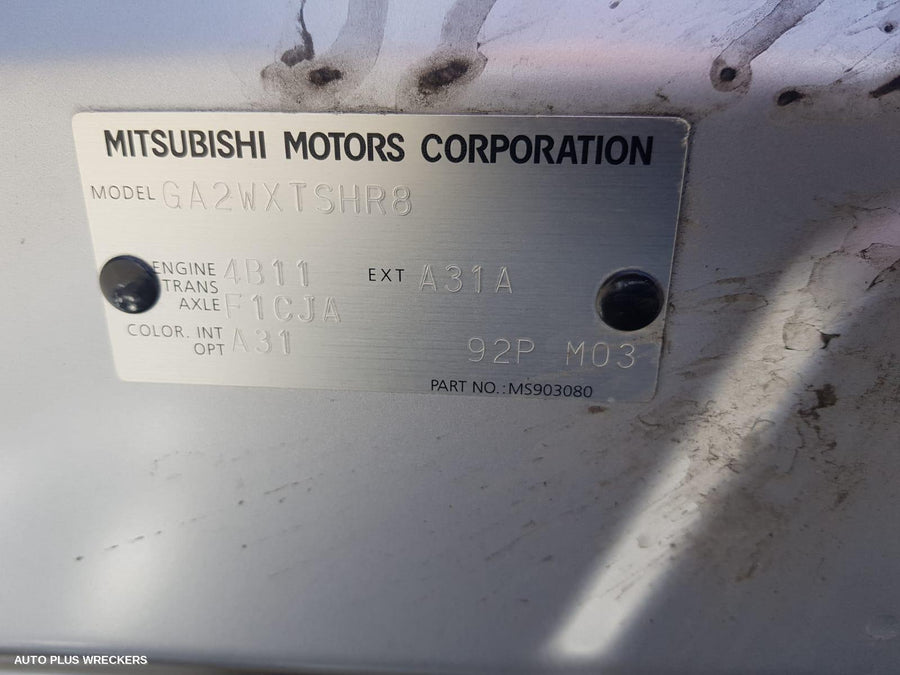 MITSUBISHI MOTORS CORPORATION
MODEL GA2WXTSHR8
ENGINE 4B11 EXT A31A
TRANS
AXLE F1CJA
COLOR. INT A31
OPT 92P M03
PART NO.: MS903080
AUTO PLUS WRECKERS